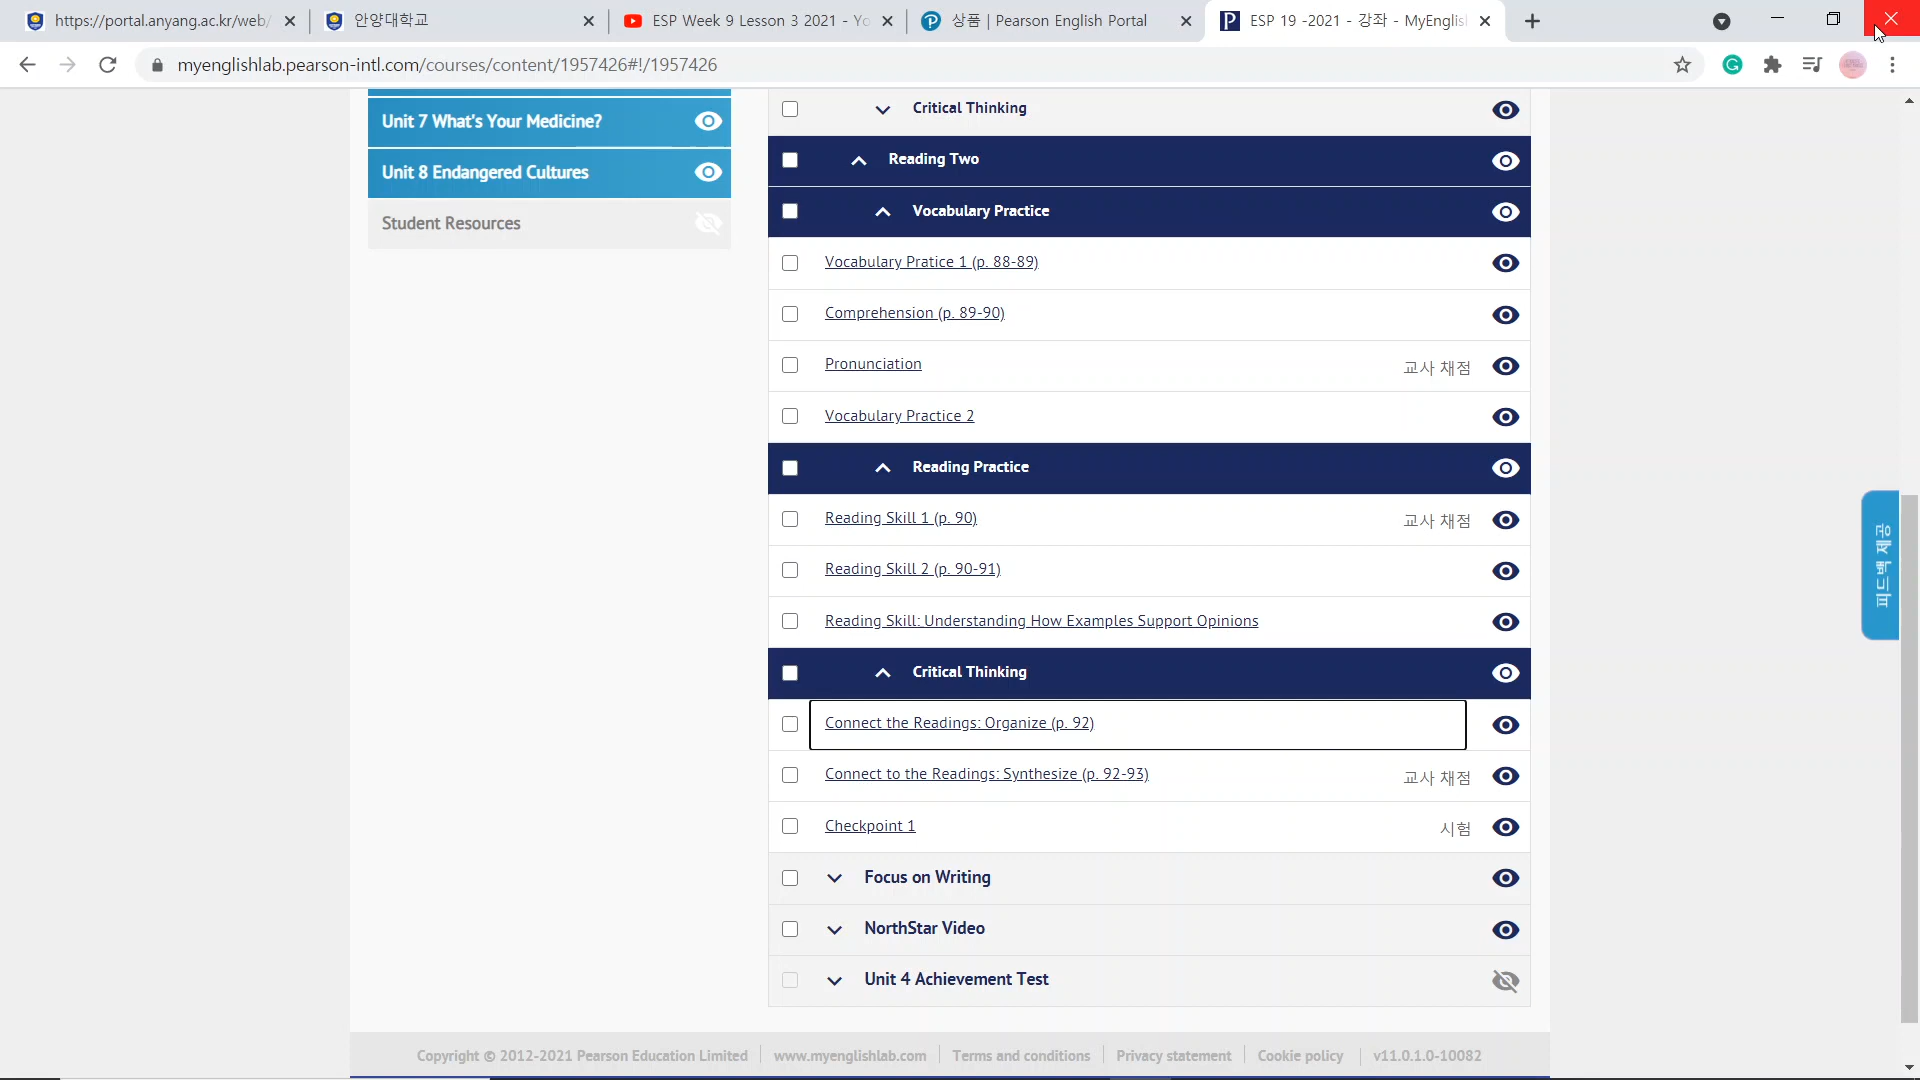 https://portal.anyang.ac.kr/web/
안양대학교
ESP Week 9 Lesson 3 2021 - Yo
상품 | Pearson English Portal
ESP 19 -2021 - 강좌 - MyEnglis
myenglishlab.pearson-intl.com/courses/content/1957426#!/1957426
Unit 7 What's Your Medicine?
Unit 8 Endangered Cultures
Student Resources
Critical Thinking
Reading Two
Vocabulary Practice
Vocabulary Pratice 1 (p. 88-89)
Comprehension (p. 89-90)
Pronunciation 교사 채점
Vocabulary Practice 2
Reading Practice
Reading Skill 1 (p. 90) 교사 채점
Reading Skill 2 (p. 90-91)
Reading Skill: Understanding How Examples Support Opinions
Critical Thinking
Connect the Readings: Organize (p. 92)
Connect to the Readings: Synthesize (p. 92-93) 교사 채점
Checkpoint 1 시험
Focus on Writing
NorthStar Video
Unit 4 Achievement Test
피드백 제공
Copyright © 2012-2021 Pearson Education Limited | www.myenglishlab.com | Terms and conditions | Privacy statement | Cookie policy | v11.0.1.0-10082